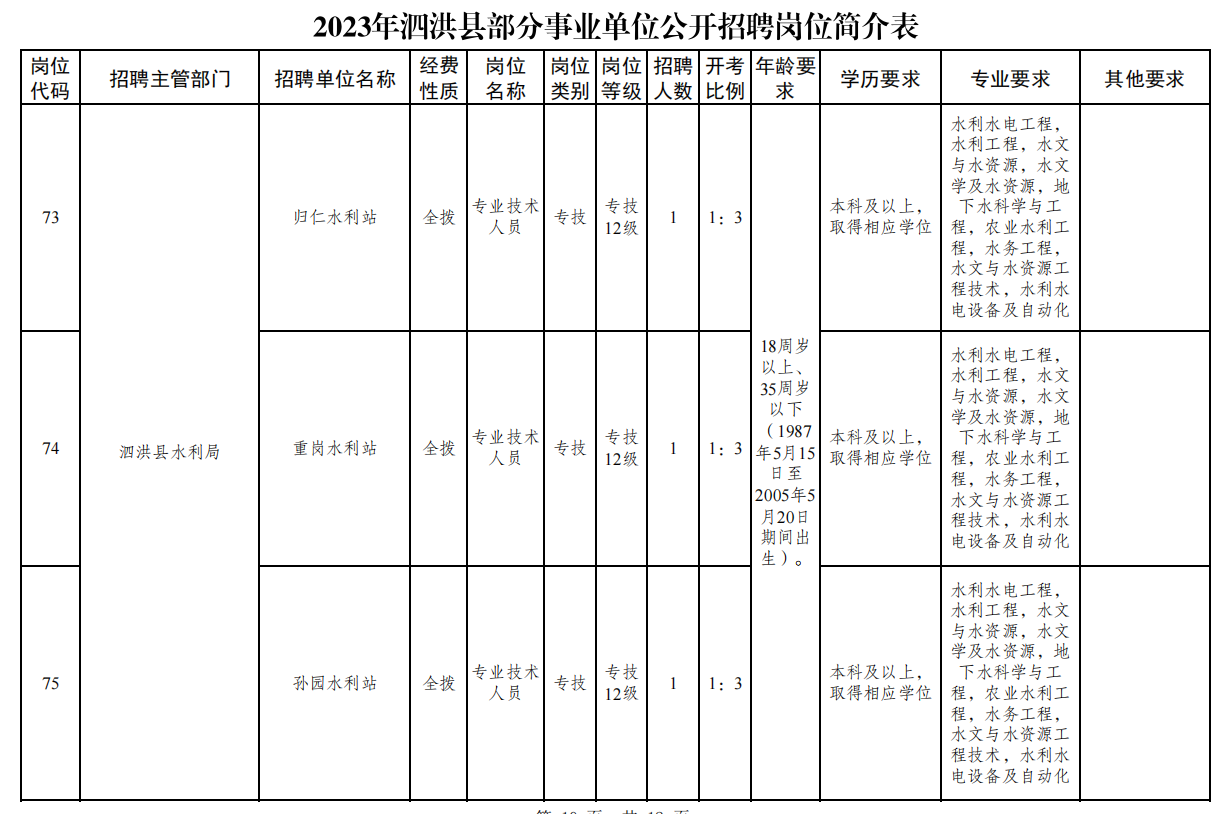 2023年泗洪县部分事业单位公开招聘岗位简介表
岗位
代码
招聘主管部门
招聘单位名称
经费
性质
岗位
名称
岗位
类别
岗位
等级
招聘
人数
开考
比例
年龄要
求
学历要求
专业要求
其他要求
73
归仁水利站
全拨
专业技术
人员
专技
专技
12级
1
1：3
本科及以上，
取得相应学位
水利水电工程，
水利工程，水文
与水资源，水文
学及水资源，地
下水科学与工
程，农业水利工
程，水务工程，
水文与水资源工
程技术，水利水
电设备及自动化
74
泗洪县水利局
重岗水利站
全拨
专业技术
人员
专技
专技
12级
1
1：3
18周岁
以上、
35周岁
以下
（1987
年5月15
日至
2005年5
月20日
期间出
生）。
本科及以上，
取得相应学位
水利水电工程，
水利工程，水文
与水资源，水文
学及水资源，地
下水科学与工
程，农业水利工
程，水务工程，
水文与水资源工
程技术，水利水
电设备及自动化
75
孙园水利站
全拨
专业技术
人员
专技
专技
12级
1
1：3
本科及以上，
取得相应学位
水利水电工程，
水利工程，水文
与水资源，水文
学及水资源，地
下水科学与工
程，农业水利工
程，水务工程，
水文与水资源工
程技术，水利水
电设备及自动化